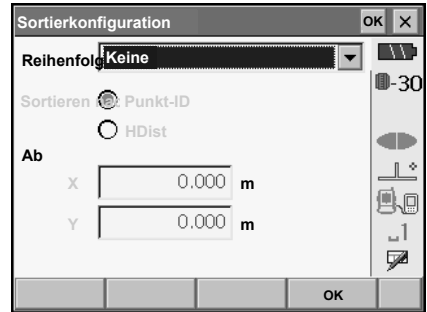 Sortierkonfiguration OK
Reihenfolg Keine
-30
Sortieren Punkt-ID
HDist
Ab
X 0.000 m
Y 0.000 m
1
OK